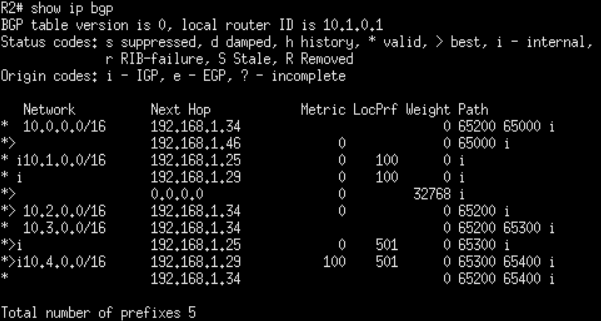 R2# show ip bgp
BGP table version is 0, local router ID is 10.1.0.1
Status codes: s suppressed, d damped, h history, * valid, > best, i - internal,
              r RIB-failure, S Stale, R Removed
Origin codes: i - IGP, e - EGP, ? - incomplete

   Network          Next Hop            Metric LocPrf Weight Path
*  10.0.0.0/16      192.168.1.34                           0 65200 65000 i
*>                  192.168.1.46             0             0 65000 i
* i10.1.0.0/16      192.168.1.25             0    100      0 i
* i                 192.168.1.29             0    100      0 i
*>                  0.0.0.0                  0         32768 i
*> 10.2.0.0/16      192.168.1.34             0             0 65200 i
*  10.3.0.0/16      192.168.1.34                           0 65200 65300 i
*>i                 192.168.1.25             0    501      0 65300 i
*>i10.4.0.0/16      192.168.1.29           100    501      0 65300 65400 i
*                   192.168.1.34                           0 65200 65400 i

Total number of prefixes 5